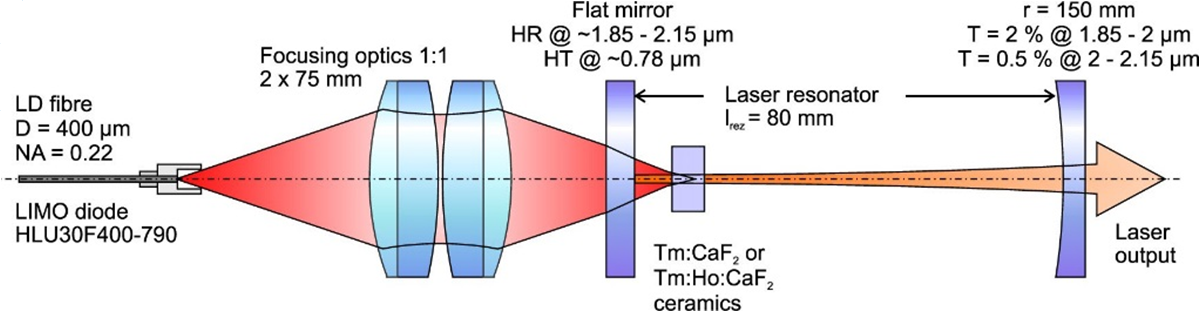 Focusing optics 1:1
2 x 75 mm
LD fibre
D = 400 µm
NA = 0.22
LIMO diode
HLU30F400-790
Flat mirror
HR @ ~1.85 - 2.15 µm
HT @ ~0.78 µm
Laser resonator
l_rez = 80 mm
r = 150 mm
T = 2 % @ 1.85 - 2 µm
T = 0.5 % @ 2 - 2.15 µm
Tm:CaF₂ or
Tm:Ho:CaF₂
ceramics
Laser
output